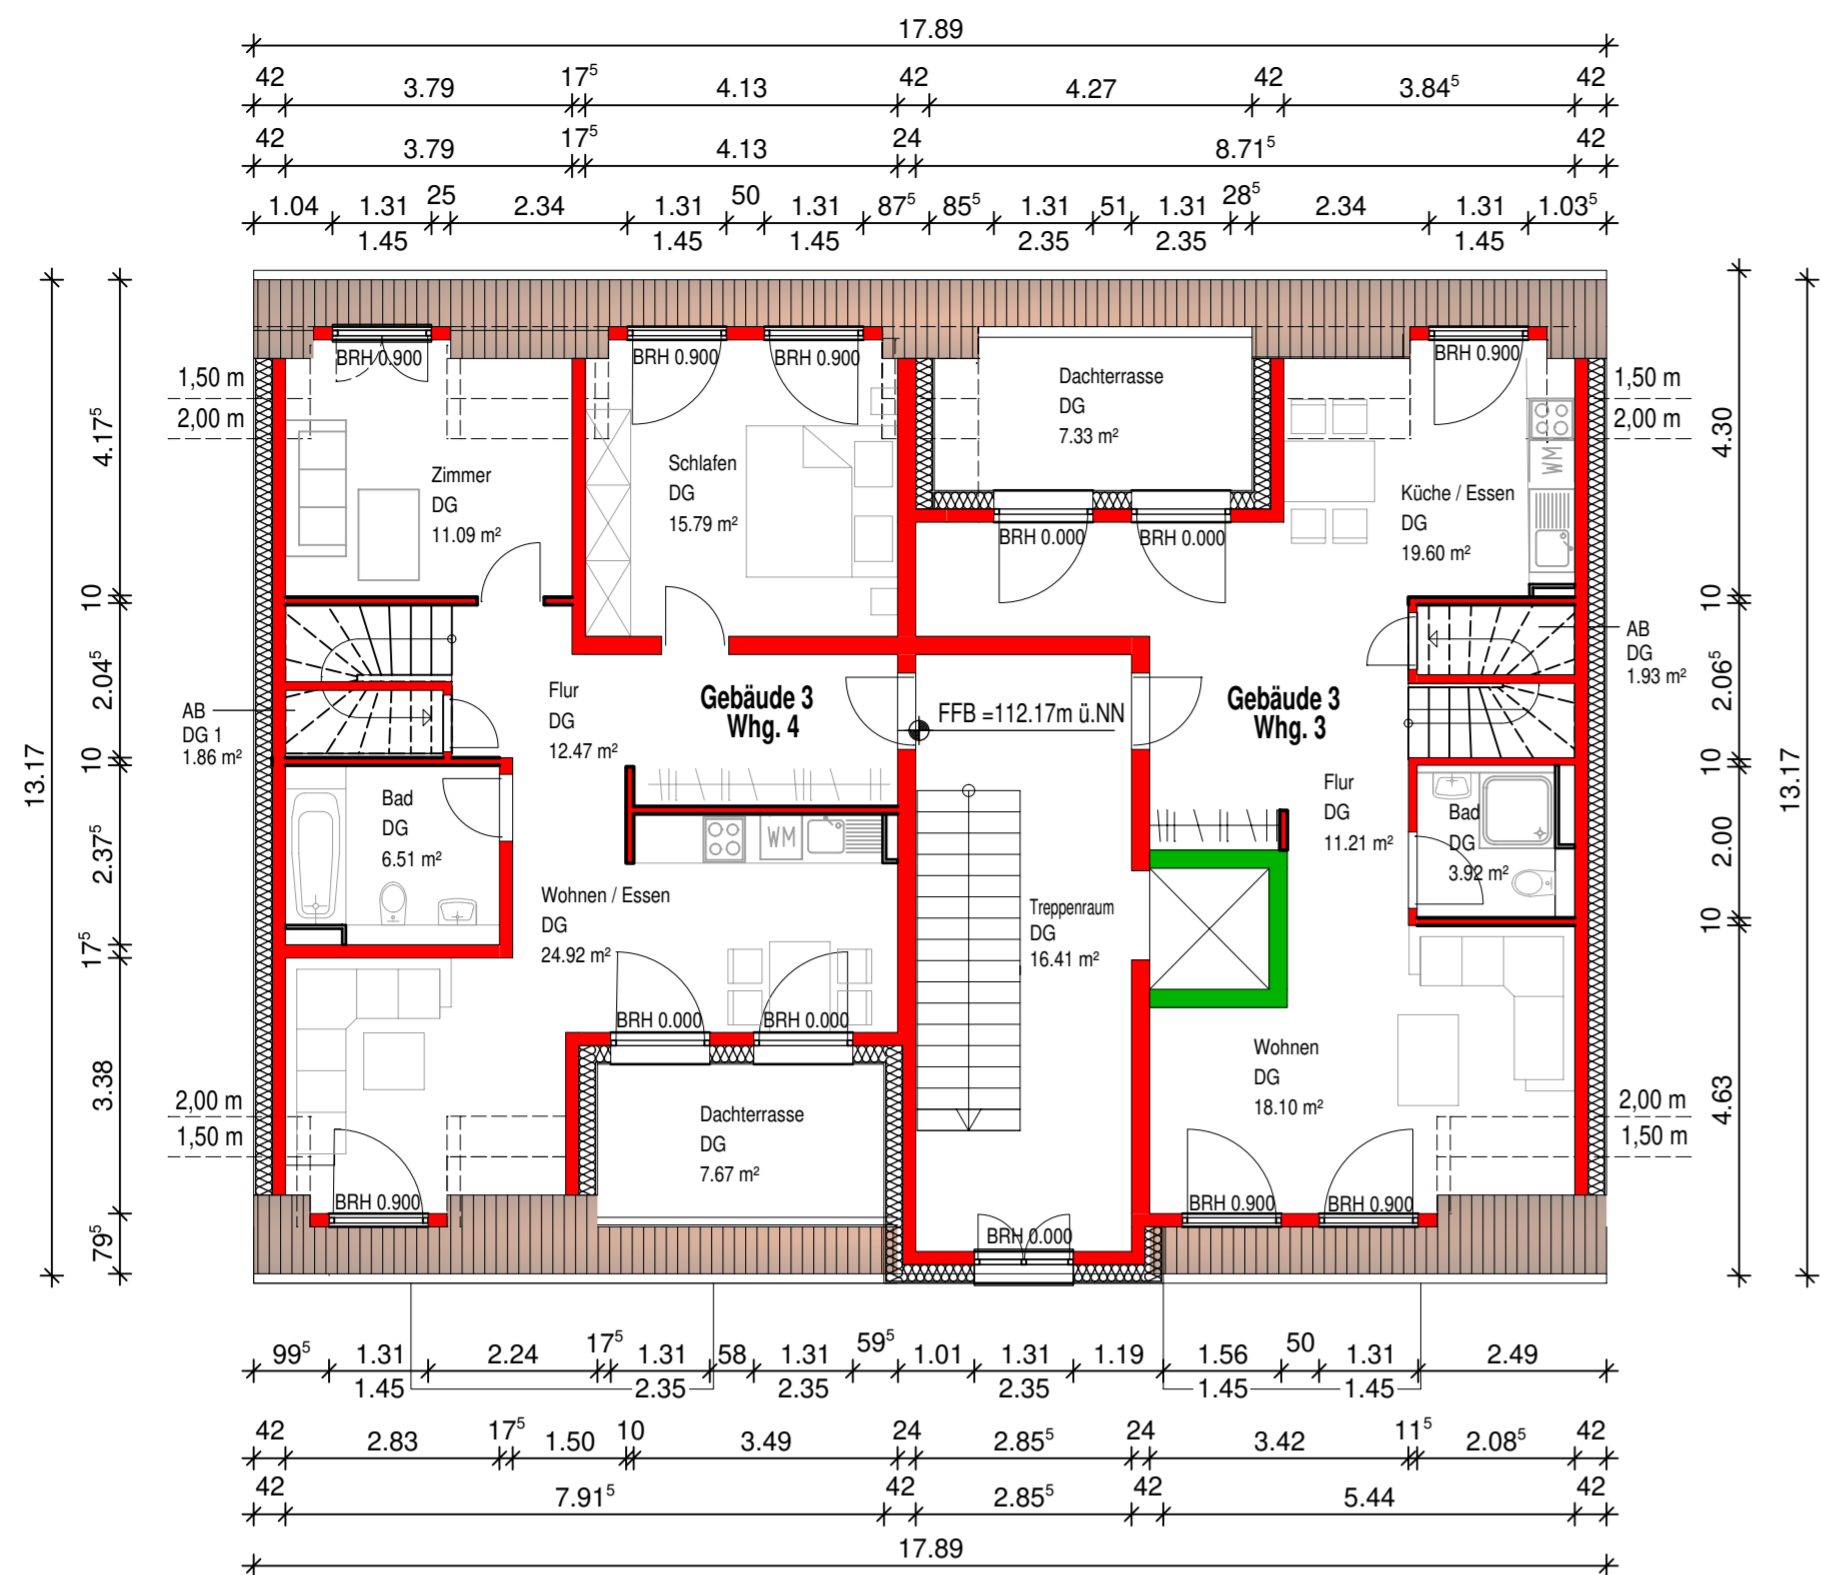 17.89
42 3.79 17⁵ 4.13 42 4.27 42 3.84⁵ 42
42 3.79 17⁵ 4.13 24 8.71⁵ 42
1.04 1.31 25 2.34 1.31 50 1.31 87⁵ 85⁵ 1.31 51 1.31 28⁵ 2.34 1.31 1.03⁵
1.45 1.45 1.45 2.35 2.35 1.45
BRH 0.900 BRH 0.900 BRH 0.900 BRH 0.900
1,50 m
2,00 m
1,50 m
2,00 m
13.17
4.17⁵
10
2.04⁵
10
2.37⁵
17⁵
3.38
79⁵
4.30
10
2.06⁵
10
2.00
10
4.63
13.17
Zimmer
DG
11.09 m²
Schlafen
DG
15.79 m²
Dachterrasse
DG
7.33 m²
BRH 0.000 BRH 0.000
Küche / Essen
DG
19.60 m²
WM
AB
DG
1.93 m²
AB
DG 1
1.86 m²
Flur
DG
12.47 m²
Gebäude 3
Whg. 4
FFB =112.17m ü.NN
Gebäude 3
Whg. 3
Flur
DG
11.21 m²
Bad
DG
6.51 m²
WM
Bad
DG
3.92 m²
Wohnen / Essen
DG
24.92 m²
Treppenraum
DG
16.41 m²
BRH 0.000 BRH 0.000
Wohnen
DG
18.10 m²
Dachterrasse
DG
7.67 m²
2,00 m
1,50 m
2,00 m
1,50 m
BRH 0.900 BRH 0.000 BRH 0.900 BRH 0.900
99⁵ 1.31 2.24 17⁵ 1.31 58 1.31 59⁵ 1.01 1.31 1.19 1.56 50 1.31 2.49
1.45 2.35 2.35 2.35 1.45 1.45
42 2.83 17⁵ 1.50 10 3.49 24 2.85⁵ 24 3.42 11⁵ 2.08⁵ 42
42 7.91⁵ 42 2.85⁵ 42 5.44 42
17.89